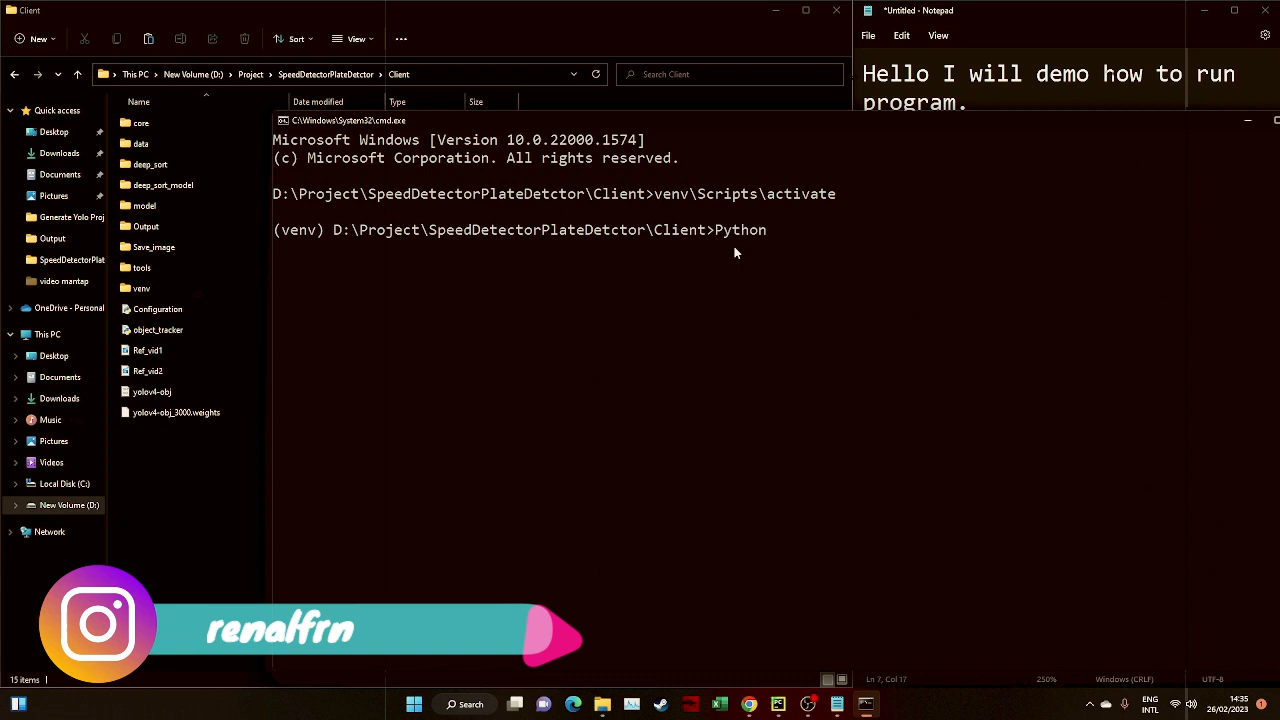 Client
New
Sort
View
This PC
New Volume (D:)
Project
SpeedDetectorPlateDetctor
Client
Search Client
Name
Date modified
Type
Size
Quick access
Desktop
Downloads
Documents
Pictures
Generate Yolo Proj
Output
SpeedDetectorPlat
video mantap
OneDrive - Personal
This PC
Desktop
Documents
Downloads
Music
Pictures
Videos
Local Disk (C:)
New Volume (D:)
Network
core
data
deep_sort
deep_sort_model
model
Output
Save_image
tools
venv
Configuration
object_tracker
Ref_vid1
Ref_vid2
yolov4-obj
yolov4-obj_3000.weights
15 items
*Untitled - Notepad
File
Edit
View
Hello I will demo how to run
program.
C:\Windows\System32\cmd.exe
Microsoft Windows [Version 10.0.22000.1574]
(c) Microsoft Corporation. All rights reserved.
D:\Project\SpeedDetectorPlateDetctor\Client>venv\Scripts\activate
(venv) D:\Project\SpeedDetectorPlateDetctor\Client>Python
renalfrn
Ln 7, Col 17
250%
Windows (CRLF)
UTF-8
Search
ENG
INTL
14:35
26/02/2023
1